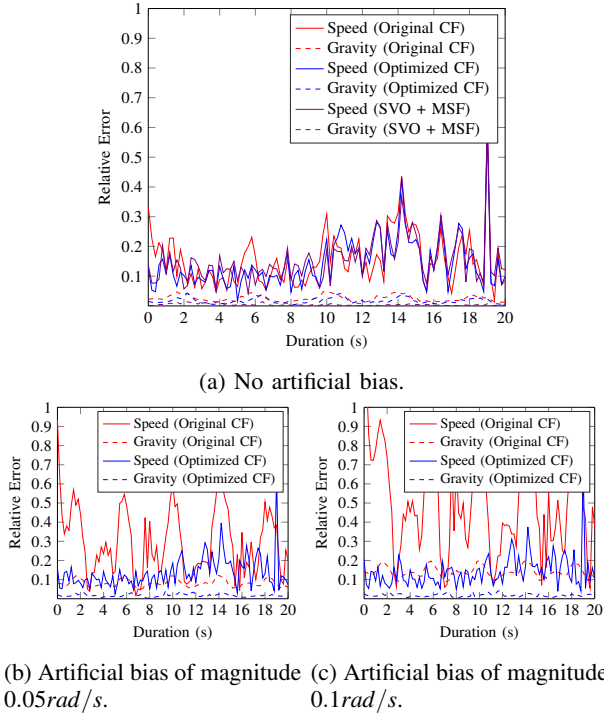 1
0.9
0.8
0.7
0.6
0.5
0.4
0.3
0.2
0.1
Relative Error
Speed (Original CF)
Gravity (Original CF)
Speed (Optimized CF)
Gravity (Optimized CF)
Speed (SVO + MSF)
Gravity (SVO + MSF)
0 2 4 6 8 10 12 14 16 18 20
Duration (s)
(a) No artificial bias.
1
0.9
0.8
0.7
0.6
0.5
0.4
0.3
0.2
0.1
Relative Error
Speed (Original CF)
Gravity (Original CF)
Speed (Optimized CF)
Gravity (Optimized CF)
0 2 4 6 8 10 12 14 16 18 20
Duration (s)
(b) Artificial bias of magnitude
0.05rad/s.
1
0.9
0.8
0.7
0.6
0.5
0.4
0.3
0.2
0.1
Relative Error
Speed (Original CF)
Gravity (Original CF)
Speed (Optimized CF)
Gravity (Optimized CF)
0 2 4 6 8 10 12 14 16 18 20
Duration (s)
(c) Artificial bias of magnitude
0.1rad/s.